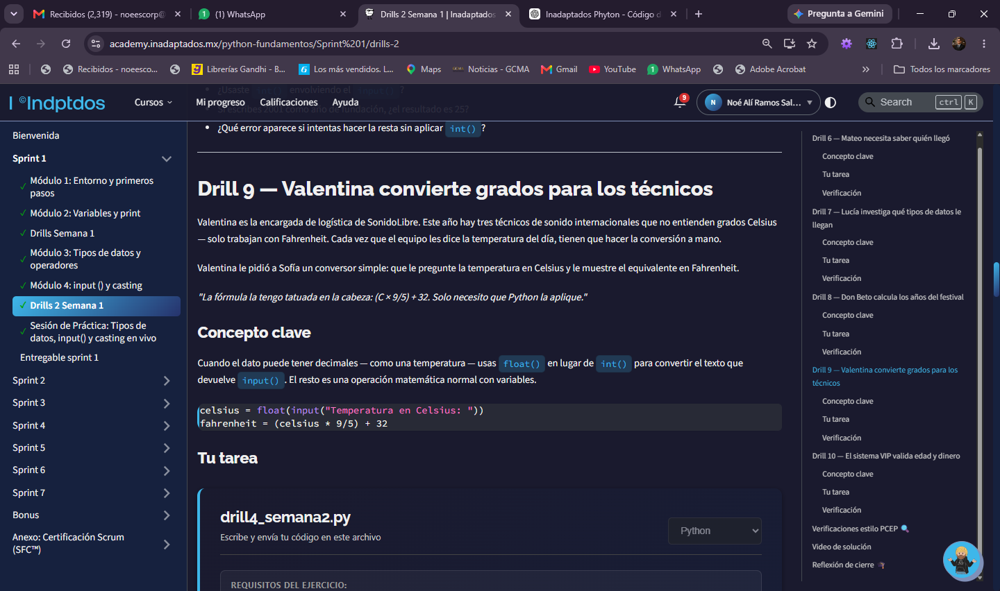 Recibidos (2,319) - noeescorp@
(1) WhatsApp
Drills 2 Semana 1 | Inadaptados
Inadaptados Phyton - Código d
Pregunta a Gemini
academy.inadaptados.mx/python-fundamentos/Sprint%201/drills-2
Recibidos - noeesco...
Librerías Gandhi - B...
Los más vendidos. L...
Maps
Noticias - GCMA
Gmail
YouTube
WhatsApp
Adobe Acrobat
Todos los marcadores
I ©Indptdos
Cursos
Mi progreso
Calificaciones
Ayuda
9
N
Noé Alí Ramos Sal...
Search
ctrl
K
Bienvenida
Sprint 1
Módulo 1: Entorno y primeros
pasos
Módulo 2: Variables y print
Drills Semana 1
Módulo 3: Tipos de datos y
operadores
Módulo 4: input () y casting
Drills 2 Semana 1
Sesión de Práctica: Tipos de
datos, input() y casting en vivo
Entregable sprint 1
Sprint 2
Sprint 3
Sprint 4
Sprint 5
Sprint 6
Sprint 7
Bonus
Anexo: Certificación Scrum
(SFC™)
¿Usaste int() envolviendo el input()?
Si escribes 2001 como año de fundación, ¿el resultado es 25?
¿Qué error aparece si intentas hacer la resta sin aplicar int()?
Drill 9 — Valentina convierte grados para los técnicos
Valentina es la encargada de logística de SonidoLibre. Este año hay tres técnicos de sonido internacionales que no entienden grados Celsius
— solo trabajan con Fahrenheit. Cada vez que el equipo les dice la temperatura del día, tienen que hacer la conversión a mano.
Valentina le pidió a Sofía un conversor simple: que le pregunte la temperatura en Celsius y le muestre el equivalente en Fahrenheit.
"La fórmula la tengo tatuada en la cabeza: (C × 9/5) + 32. Solo necesito que Python la aplique."
Concepto clave
Cuando el dato puede tener decimales — como una temperatura — usas float() en lugar de int() para convertir el texto que
devuelve input(). El resto es una operación matemática normal con variables.
celsius = float(input("Temperatura en Celsius: "))
fahrenheit = (celsius * 9/5) + 32
Tu tarea
drill4_semana2.py
Escribe y envía tu código en este archivo
Python
REQUISITOS DEL EJERCICIO:
Drill 6 — Mateo necesita saber quién llegó
Concepto clave
Tu tarea
Verificación
Drill 7 — Lucía investiga qué tipos de datos le
llegan
Concepto clave
Tu tarea
Verificación
Drill 8 — Don Beto calcula los años del festival
Concepto clave
Tu tarea
Verificación
Drill 9 — Valentina convierte grados para los
técnicos
Concepto clave
Tu tarea
Verificación
Drill 10 — El sistema VIP valida edad y dinero
Concepto clave
Tu tarea
Verificación
Verificaciones estilo PCEP
Video de solución
Reflexión de cierre